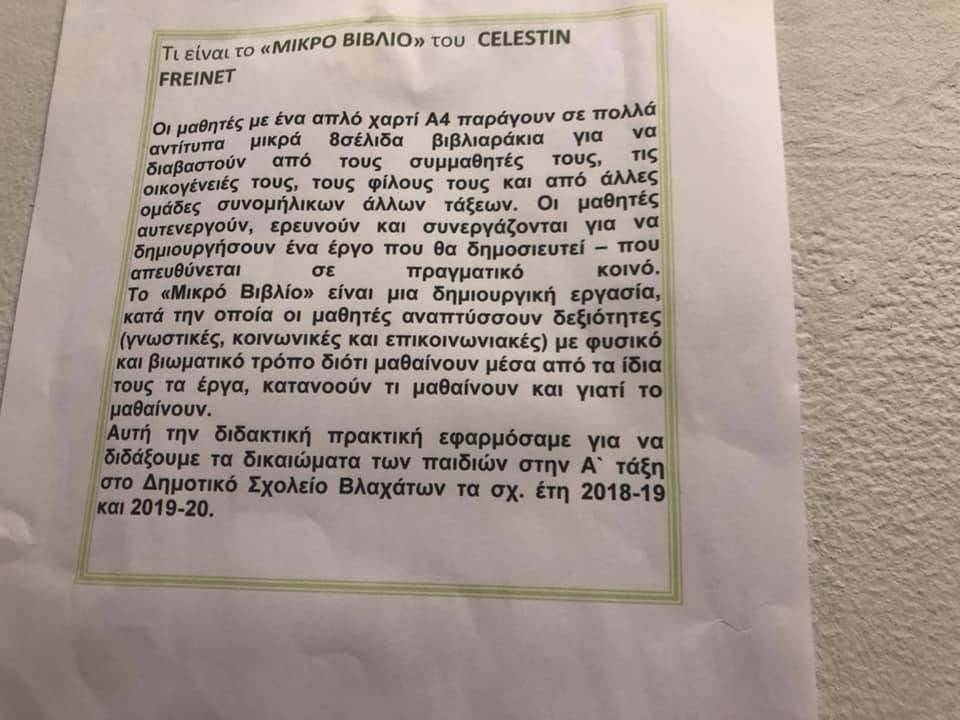 Τι είναι το «ΜΙΚΡΟ ΒΙΒΛΙΟ» του CELESTIN
FREINET
Οι μαθητές με ένα απλό χαρτί Α4 παράγουν σε πολλά
αντίτυπα μικρά 8σέλιδα βιβλιαράκια για να
διαβαστούν από τους συμμαθητές τους, τις
οικογένειές τους, τους φίλους τους και από άλλες
ομάδες συνομήλικων άλλων τάξεων. Οι μαθητές
αυτενεργούν, ερευνούν και συνεργάζονται για να
δημιουργήσουν ένα έργο που θα δημοσιευτεί – που
απευθύνεται σε πραγματικό κοινό.
Το «Μικρό Βιβλίο» είναι μια δημιουργική εργασία,
κατά την οποία οι μαθητές αναπτύσσουν δεξιότητες
(γνωστικές, κοινωνικές και επικοινωνιακές) με φυσικό
και βιωματικό τρόπο διότι μαθαίνουν μέσα από τα ίδια
τους τα έργα, κατανοούν τι μαθαίνουν και γιατί το
μαθαίνουν.
Αυτή την διδακτική πρακτική εφαρμόσαμε για να
διδάξουμε τα δικαιώματα των παιδιών στην Α` τάξη
στο Δημοτικό Σχολείο Βλαχάτων τα σχ. έτη 2018-19
και 2019-20.